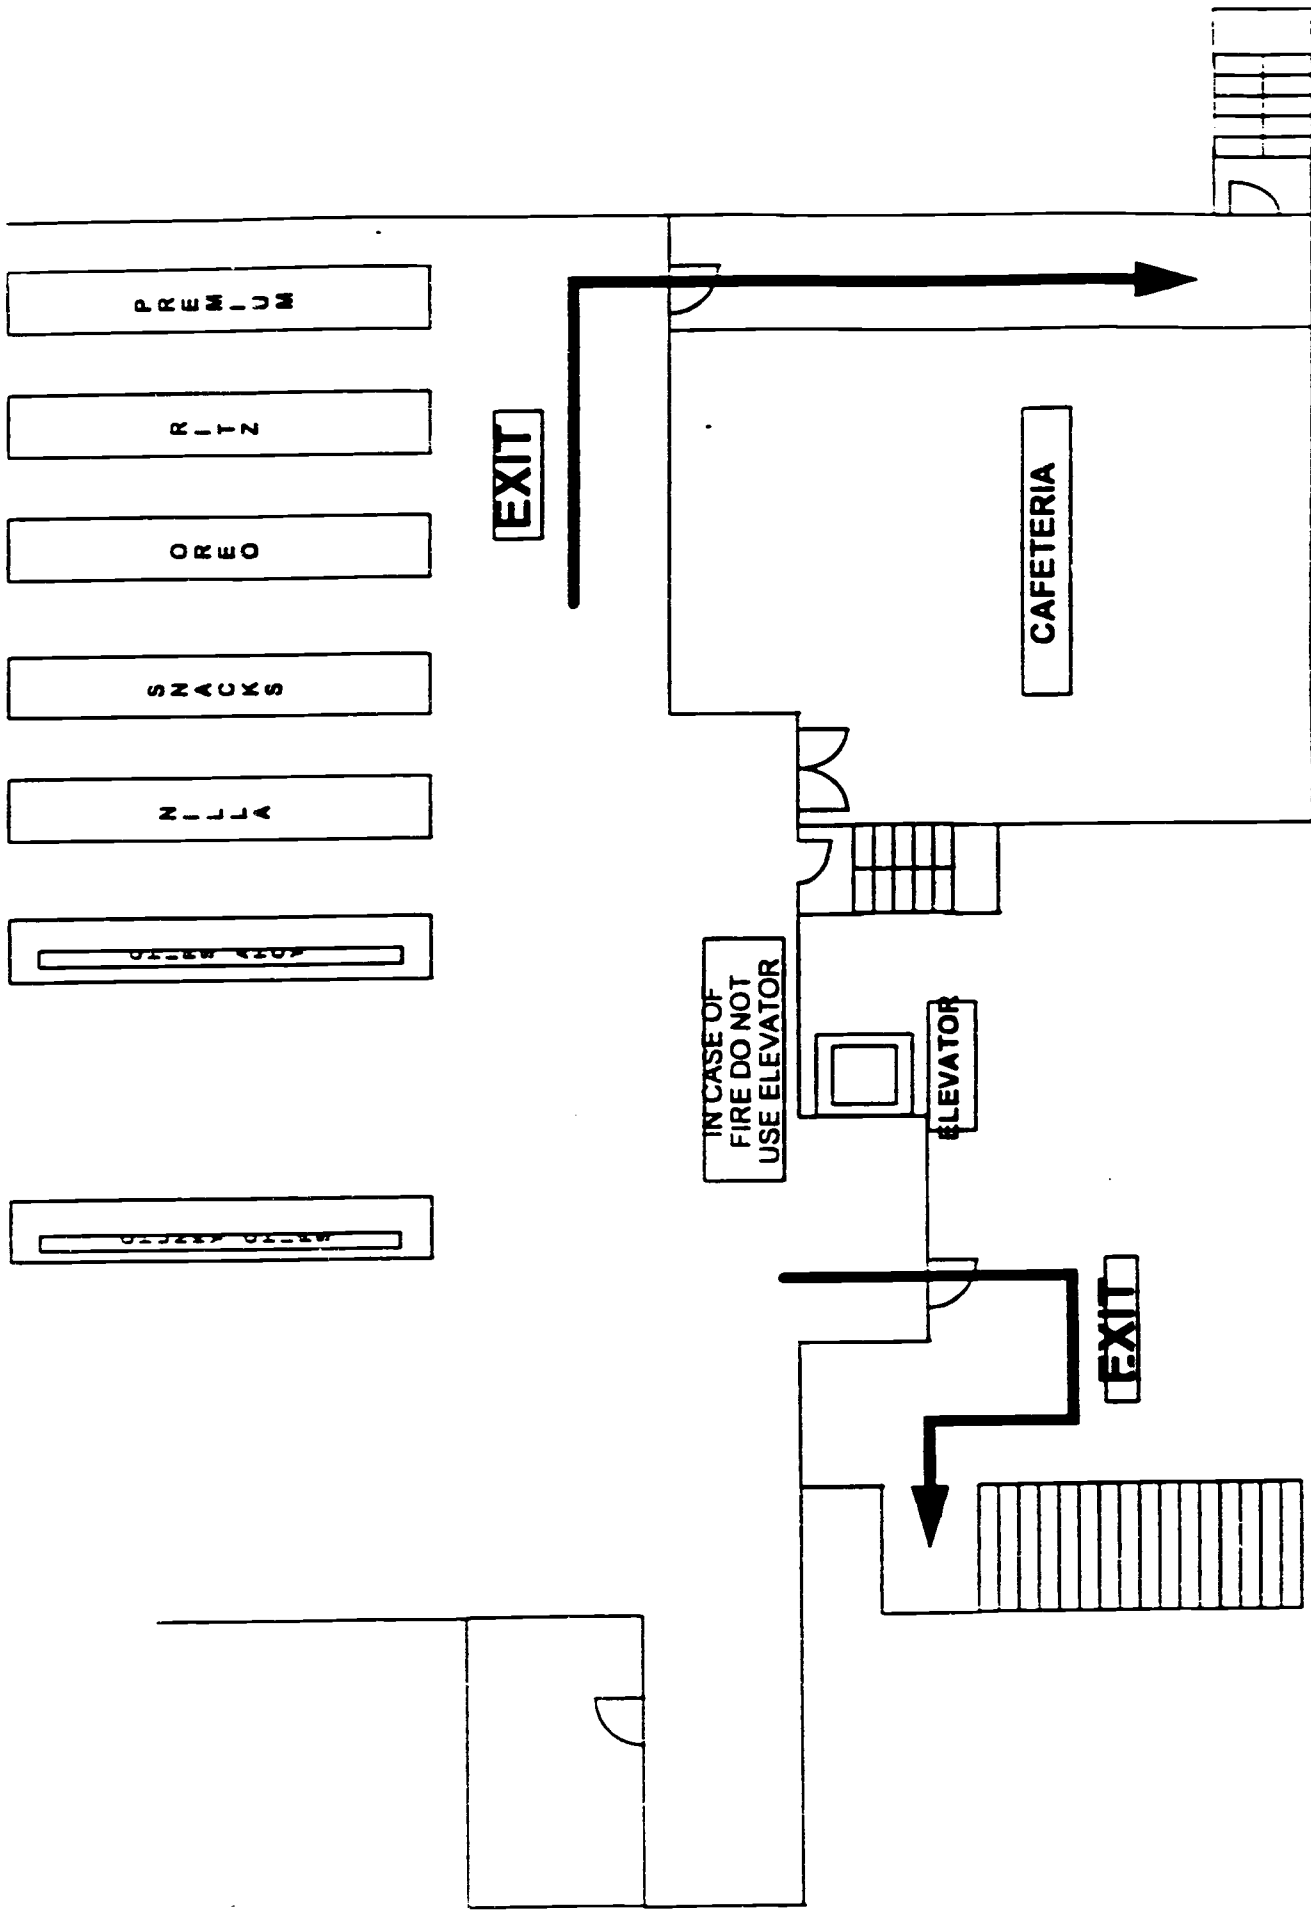 PREMIUM
RITZ
OREO
SNACKS
NILLA
EXIT
CAFETERIA
IN CASE OF
FIRE DO NOT
USE ELEVATOR
ELEVATOR
EXIT